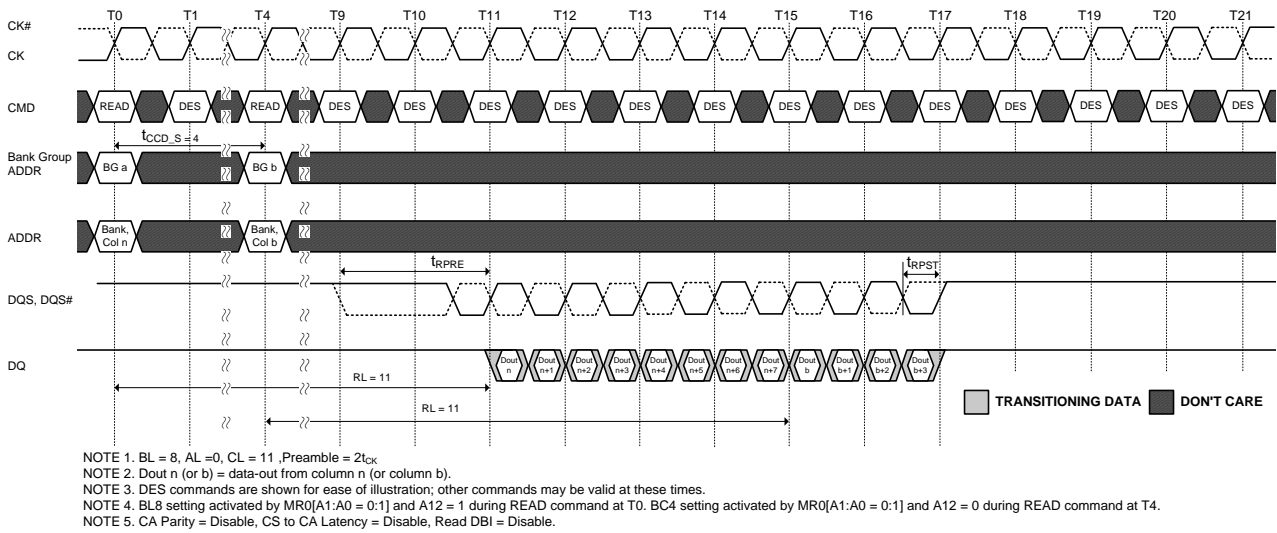 T0 T1 T4 T9 T10 T11 T12 T13 T14 T15 T16 T17 T18 T19 T20 T21
CK#
CK
CMD READ DES READ DES DES DES DES DES DES DES DES DES DES DES DES DES
tCCD_S = 4
Bank Group
ADDR
BG a BG b
ADDR
Bank,
Col n
Bank,
Col b
tRPRE tRPST
DQS, DQS#
DQ
Dout
n
Dout
n+1
Dout
n+2
Dout
n+3
Dout
n+4
Dout
n+5
Dout
n+6
Dout
n+7
Dout
b
Dout
b+1
Dout
b+2
Dout
b+3
RL = 11
RL = 11
TRANSITIONING DATA DON'T CARE
NOTE 1. BL = 8, AL =0, CL = 11 ,Preamble = 2tCK
NOTE 2. Dout n (or b) = data-out from column n (or column b).
NOTE 3. DES commands are shown for ease of illustration; other commands may be valid at these times.
NOTE 4. BL8 setting activated by MR0[A1:A0 = 0:1] and A12 = 1 during READ command at T0. BC4 setting activated by MR0[A1:A0 = 0:1] and A12 = 0 during READ command at T4.
NOTE 5. CA Parity = Disable, CS to CA Latency = Disable, Read DBI = Disable.